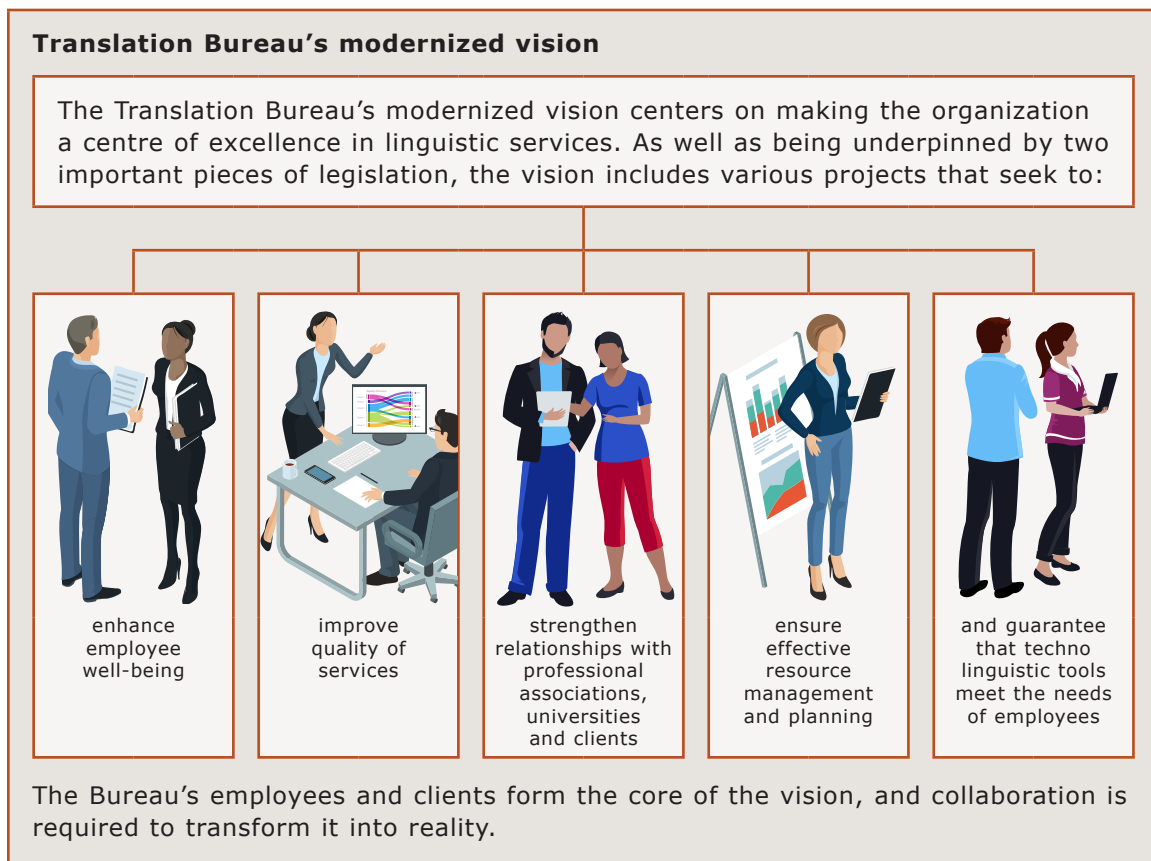 Translation Bureau’s modernized vision
The Translation Bureau’s modernized vision centers on making the organization
a centre of excellence in linguistic services. As well as being underpinned by two
important pieces of legislation, the vision includes various projects that seek to:
enhance
employee
well-being
improve
quality of
services
strengthen
relationships with
professional
associations,
universities
and clients
ensure
effective
resource
management
and planning
and guarantee
that techno
linguistic tools
meet the needs
of employees
The Bureau’s employees and clients form the core of the vision, and collaboration is
required to transform it into reality.